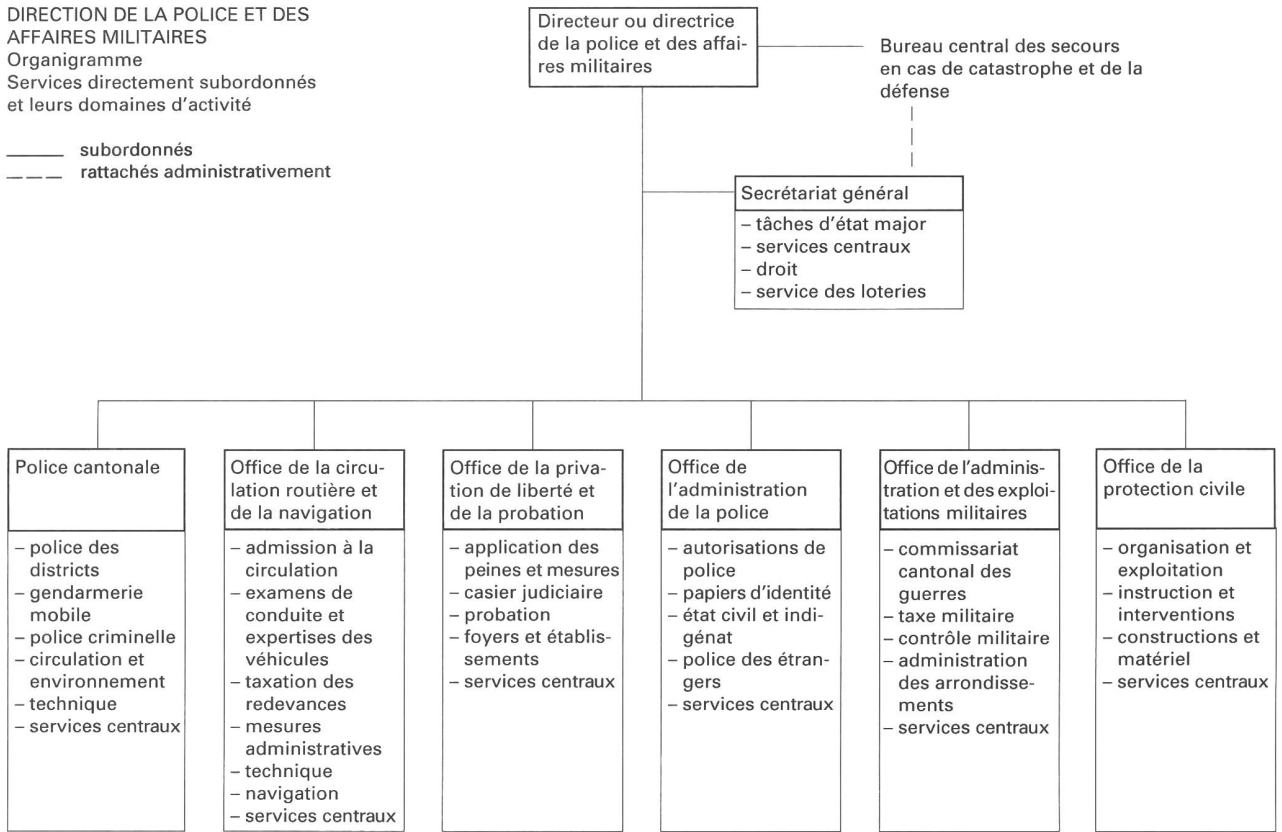 DIRECTION DE LA POLICE ET DES
AFFAIRES MILITAIRES
Organigramme
Services directement subordonnés
et leurs domaines d'activité
subordonnés
rattachés administrativement
Directeur ou directrice
de la police et des affai-
res militaires
Bureau central des secours
en cas de catastrophe et de la
défense
Secrétariat général
– tâches d'état major
– services centraux
– droit
– service des loteries
Police cantonale
– police des
districts
– gendarmerie
mobile
– police criminelle
– circulation et
environnement
– technique
– services centraux
Office de la circu-
lation routière et
de la navigation
– admission à la
circulation
– examens de
conduite et
expertises des
véhicules
– taxation des
redevances
– mesures
administratives
– technique
– navigation
– services centraux
Office de la priva-
tion de liberté et
de la probation
– application des
peines et mesures
– casier judiciaire
– probation
– foyers et établis-
sements
– services centraux
Office de
l'administration
de la police
– autorisations de
police
– papiers d'identité
– état civil et indi-
génat
– police des étran-
gers
– services centraux
Office de l'adminis-
tration et des exploi-
tations militaires
– commissariat
cantonal des
guerres
– taxe militaire
– contrôle militaire
– administration
des arrondisse-
ments
– services centraux
Office de la
protection civile
– organisation et
exploitation
– instruction et
interventions
– constructions et
matériel
– services centraux